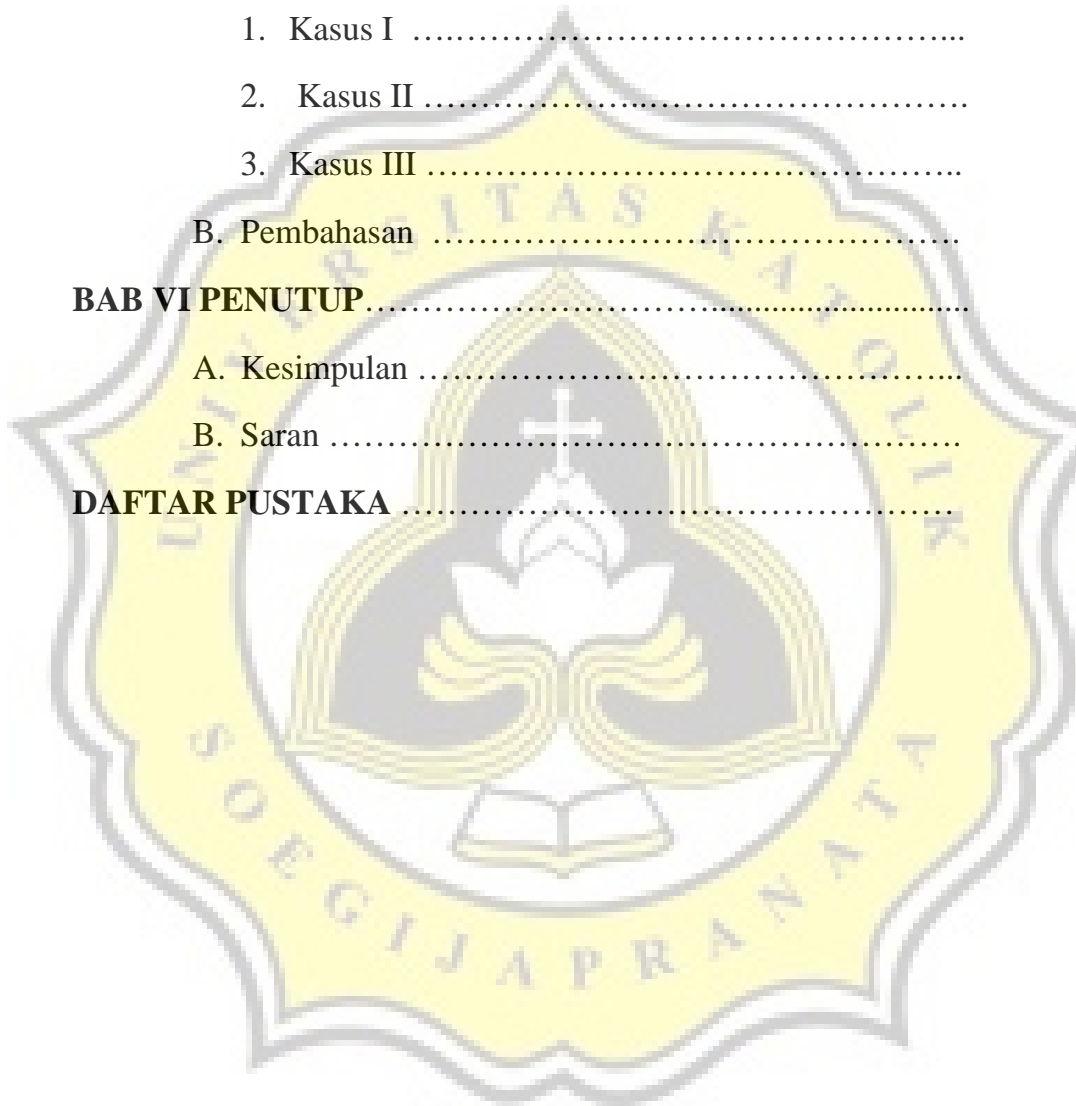 1. Kasus I ….……………………………………………...
2. Kasus II ………………..…………………………….
3. Kasus III ……………………………………………..
B. Pembahasan …………………………………………….
BAB VI PENUTUP……………………………............................
A. Kesimpulan ……………………………………………...
B. Saran …………………………………………………….
DAFTAR PUSTAKA ………………………………………………
UNIVERSITAS KATOLIK
SOEGIJAPRANATA